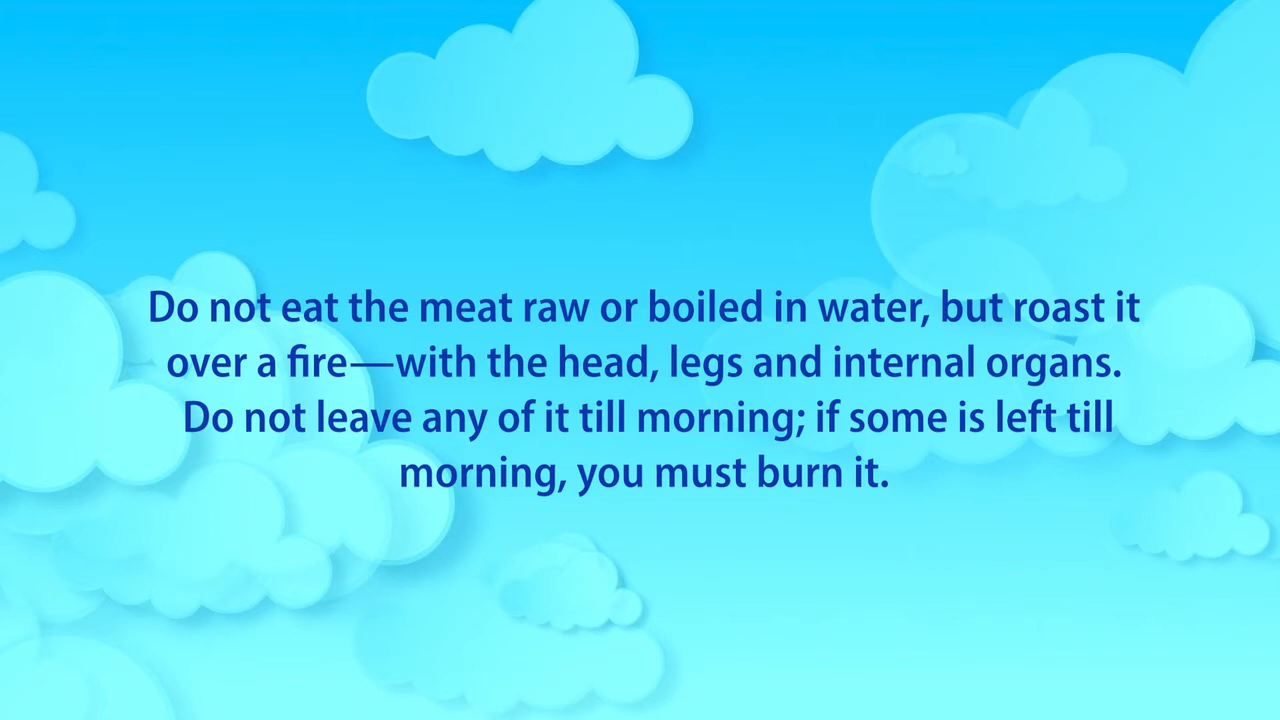 Do not eat the meat raw or boiled in water, but roast it
over a fire—with the head, legs and internal organs.
Do not leave any of it till morning; if some is left till
morning, you must burn it.